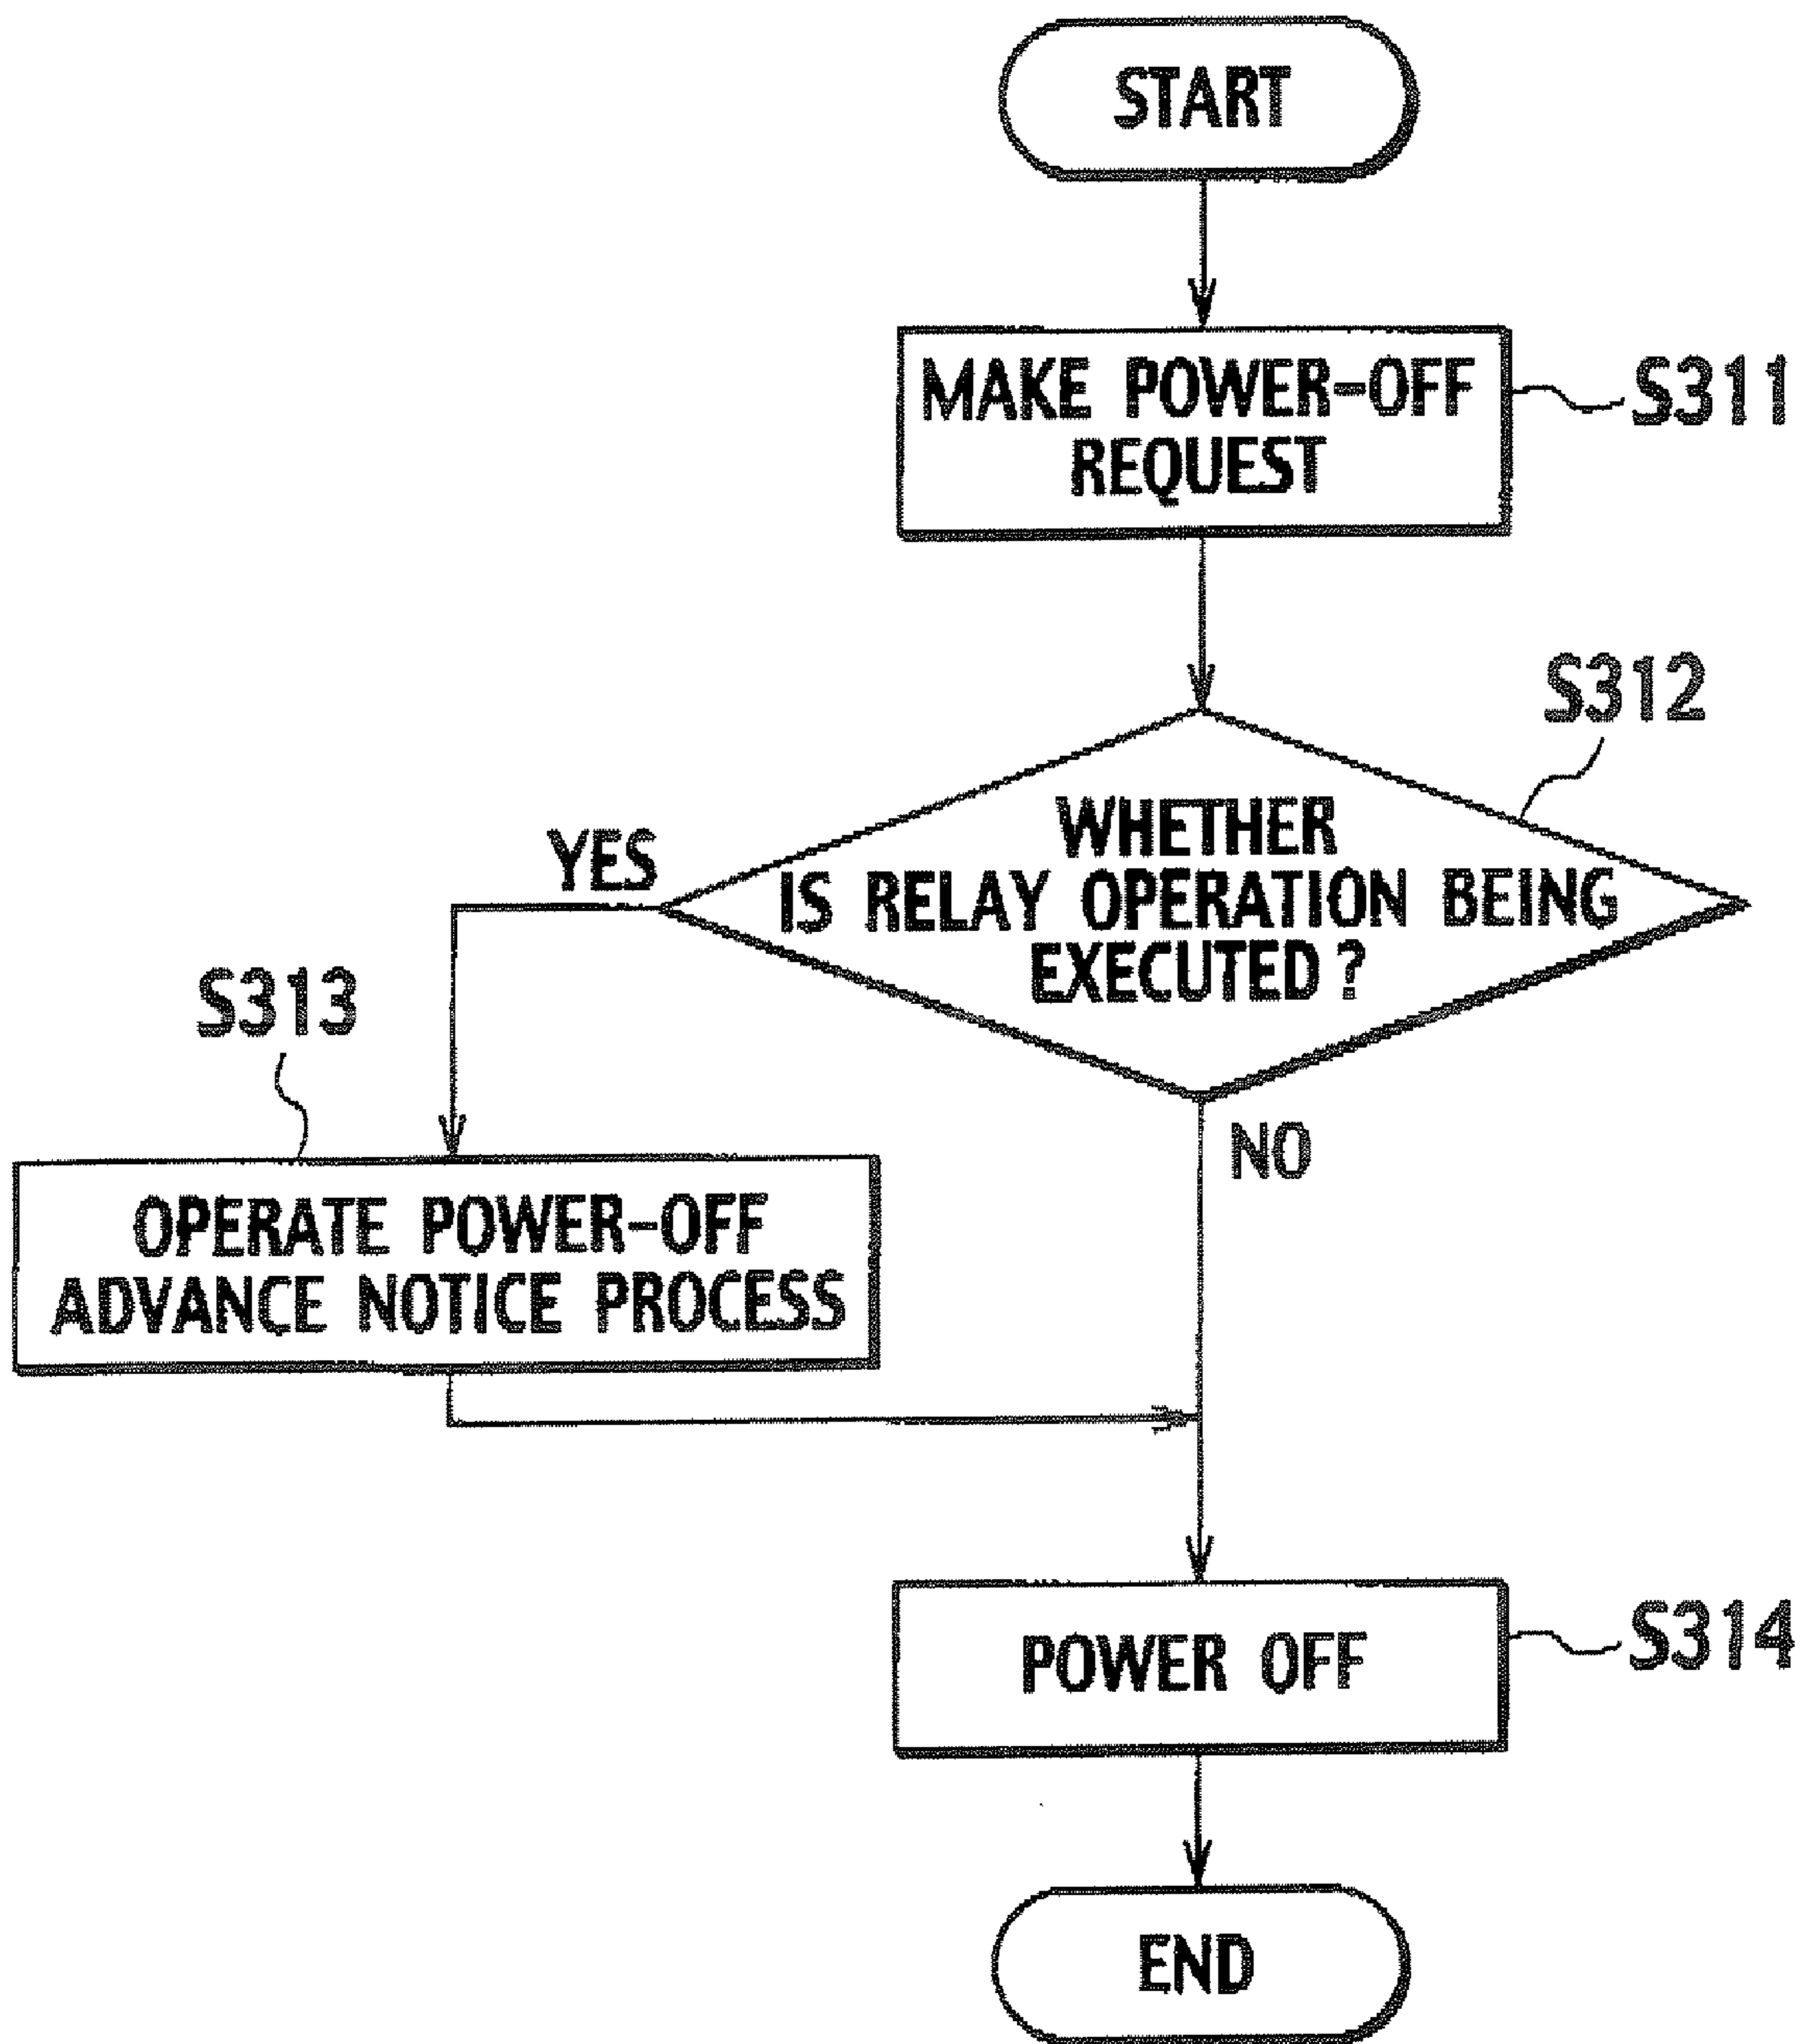 START
MAKE POWER-OFF
REQUEST
S311
S312
WHETHER
IS RELAY OPERATION BEING
EXECUTED ?
YES
S313
NO
OPERATE POWER-OFF
ADVANCE NOTICE PROCESS
POWER OFF
S314
END